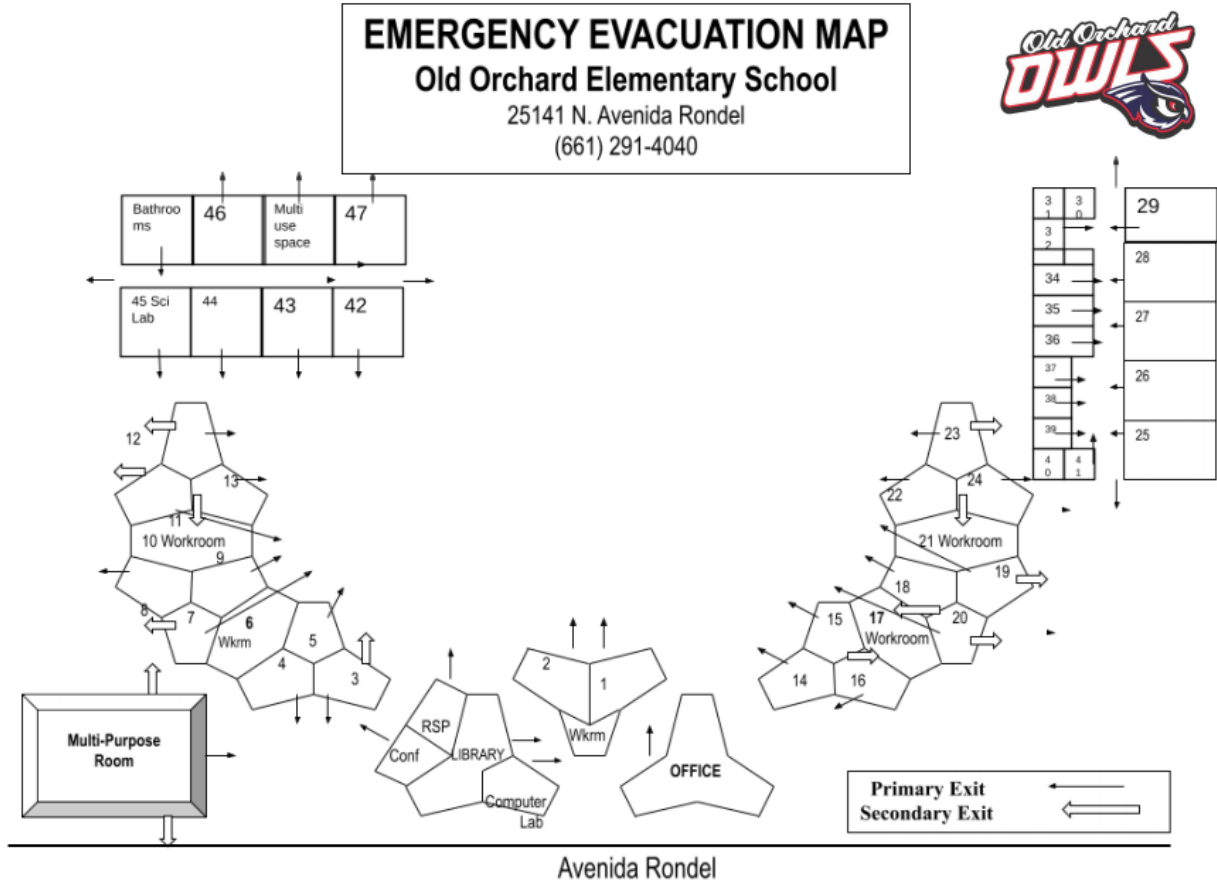 EMERGENCY EVACUATION MAP
Old Orchard Elementary School
25141 N. Avenida Rondel
(661) 291-4040
Old Orchard
OWLS
Bathroo
ms
46
Multi
use
space
47
45 Sci
Lab
44
43
42
3
1
3
0
29
3
2
28
34
35
27
36
37
26
38
39
25
4
0
4
1
12
13
11
10 Workroom
9
8
7
6
Wkrm
5
4
3
23
22
24
21 Workroom
19
18
15
17
Workroom
20
14
16
2
1
Wkrm
RSP
Conf
LIBRARY
Computer
Lab
OFFICE
Multi-Purpose
Room
Primary Exit
Secondary Exit
Avenida Rondel